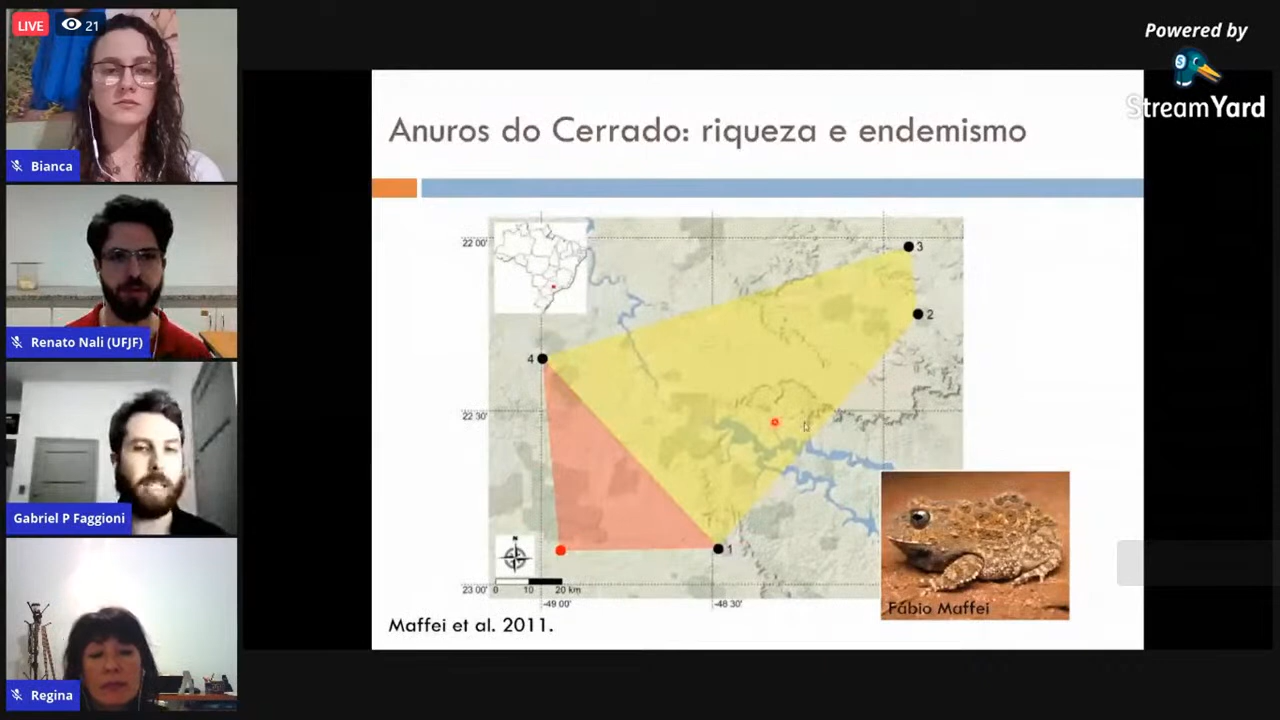 LIVE 21
Bianca
Renato Nali (UFJF)
Gabriel P Faggioni
Regina
Powered by
StreamYard
Anuros do Cerrado: riqueza e endemismo
22 00'
22 30'
23 00'
3
2
4
1
N
0 10 20 km
-49 00' -48 30'
Fábio Maffei
Maffei et al. 2011.